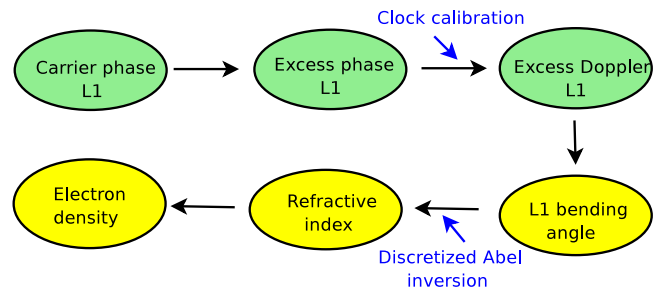 Clock calibration
Carrier phase
L1
Excess phase
L1
Excess Doppler
L1
Electron
density
Refractive
index
L1 bending
angle
Discretized Abel
inversion